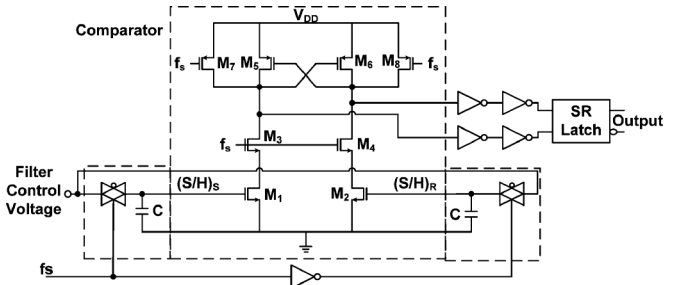 V_DD
Comparator
f_s M_7 M_5 M_6 M_8 f_s
SR
Latch
Output
f_s M_3 M_4
Filter
Control
Voltage
(S/H)_S M_1 M_2 (S/H)_R
C C
fs